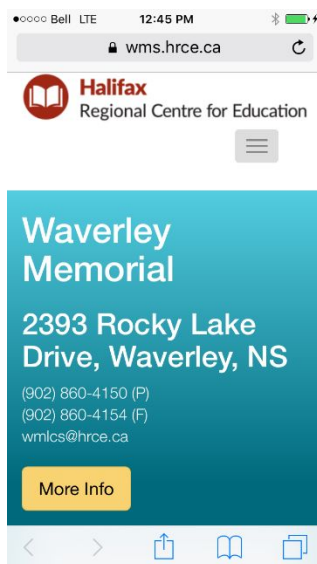 Bell LTE 12:45 PM
wms.hrce.ca
Halifax
Regional Centre for Education
Waverley
Memorial
2393 Rocky Lake
Drive, Waverley, NS
(902) 860-4150 (P)
(902) 860-4154 (F)
wmlcs@hrce.ca
More Info